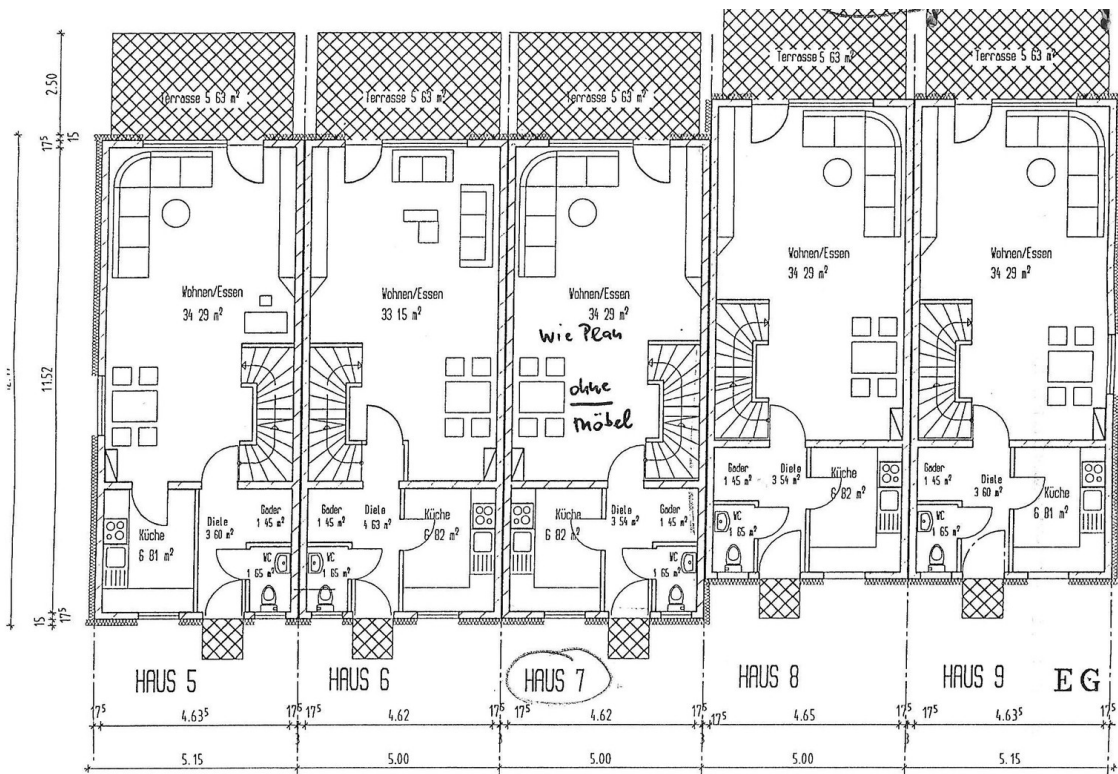 Terrasse 5 63 m²
Terrasse 5 63 m²
Terrasse 5 63 m²
Terrasse 5 63 m²
Terrasse 5 63 m²
2.50
15
17⁵
11.52
17⁵
15
Wohnen/Essen
34 29 m²
Wohnen/Essen
33 15 m²
Wohnen/Essen
34 29 m²
wie Plan
ohne
Möbel
Wohnen/Essen
34 29 m²
Wohnen/Essen
34 29 m²
Küche
6 81 m²
Diele
3 60 m²
Gader
1 45 m²
WC
1 65 m²
Gader
1 45 m²
Diele
4 63 m²
WC
1 65 m²
Küche
6 82 m²
Küche
6 82 m²
Diele
3 54 m²
Gader
1 45 m²
WC
1 65 m²
Gader
1 45 m²
Diele
3 54 m²
WC
1 65 m²
Küche
6 82 m²
Gader
1 45 m²
Diele
3 60 m²
WC
1 65 m²
Küche
6 81 m²
HAUS 5
HAUS 6
HAUS 7
HAUS 8
HAUS 9
EG
17⁵ 4.63⁵ 17⁵ 4.62 17⁵ 4.62 17⁵ 4.65 17⁵ 4.63⁵ 17⁵
5.15 5.00 5.00 5.00 5.15